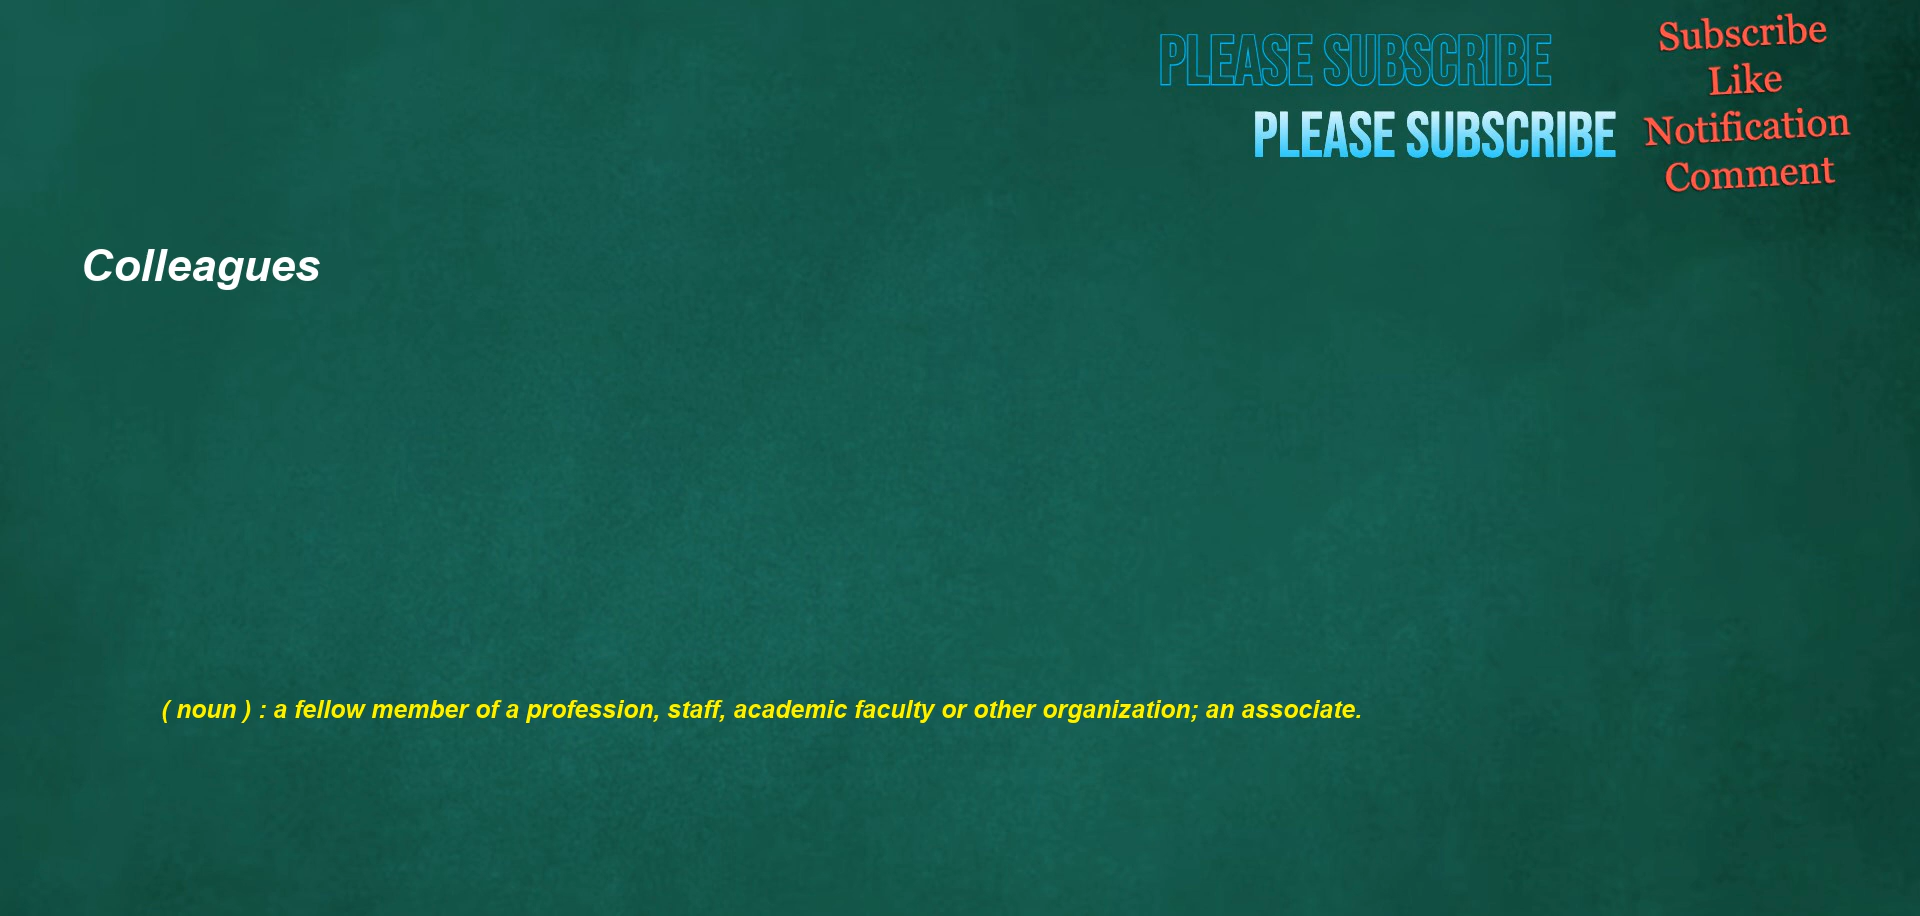 PLEASE SUBSCRIBE
PLEASE SUBSCRIBE
Subscribe
Like
Notification
Comment
Colleagues
( noun ) : a fellow member of a profession, staff, academic faculty or other organization; an associate.